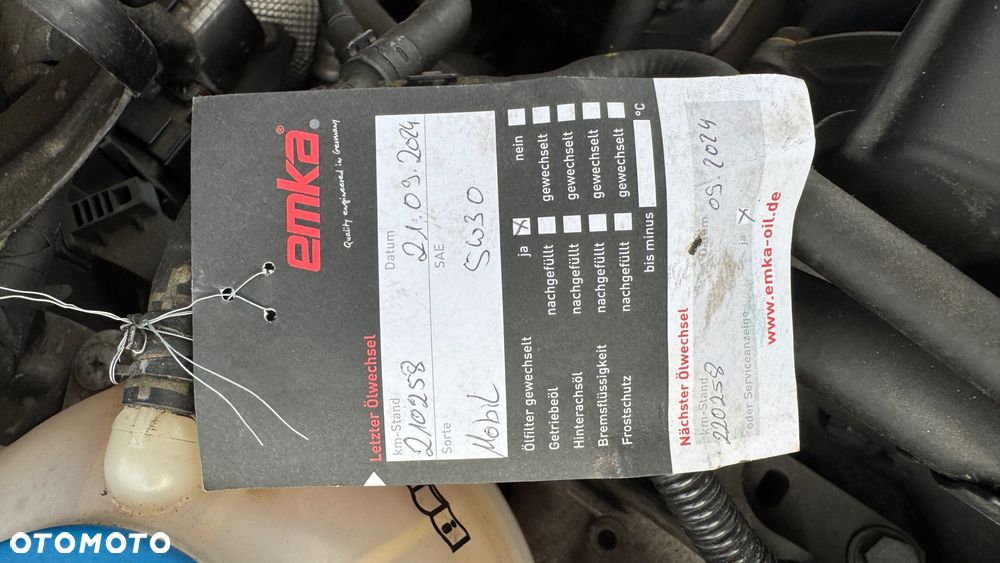 emka®
Quality engineered in Germany
Letzter Ölwechsel
km-Stand Datum
210258 21.09.2024
Sorte SAE
Mobil 5W30
Ölfilter gewechselt ja X nein
Getriebeöl nachgefüllt gewechselt
Hinterachsöl nachgefüllt gewechselt
Bremsflüssigkeit nachgefüllt gewechselt
Frostschutz nachgefüllt gewechselt
bis minus °C
Nächster Ölwechsel
km-Stand
220258 09.2024
oder Serviceanzeige ja X
www.emka-oil.de
OTOMOTO